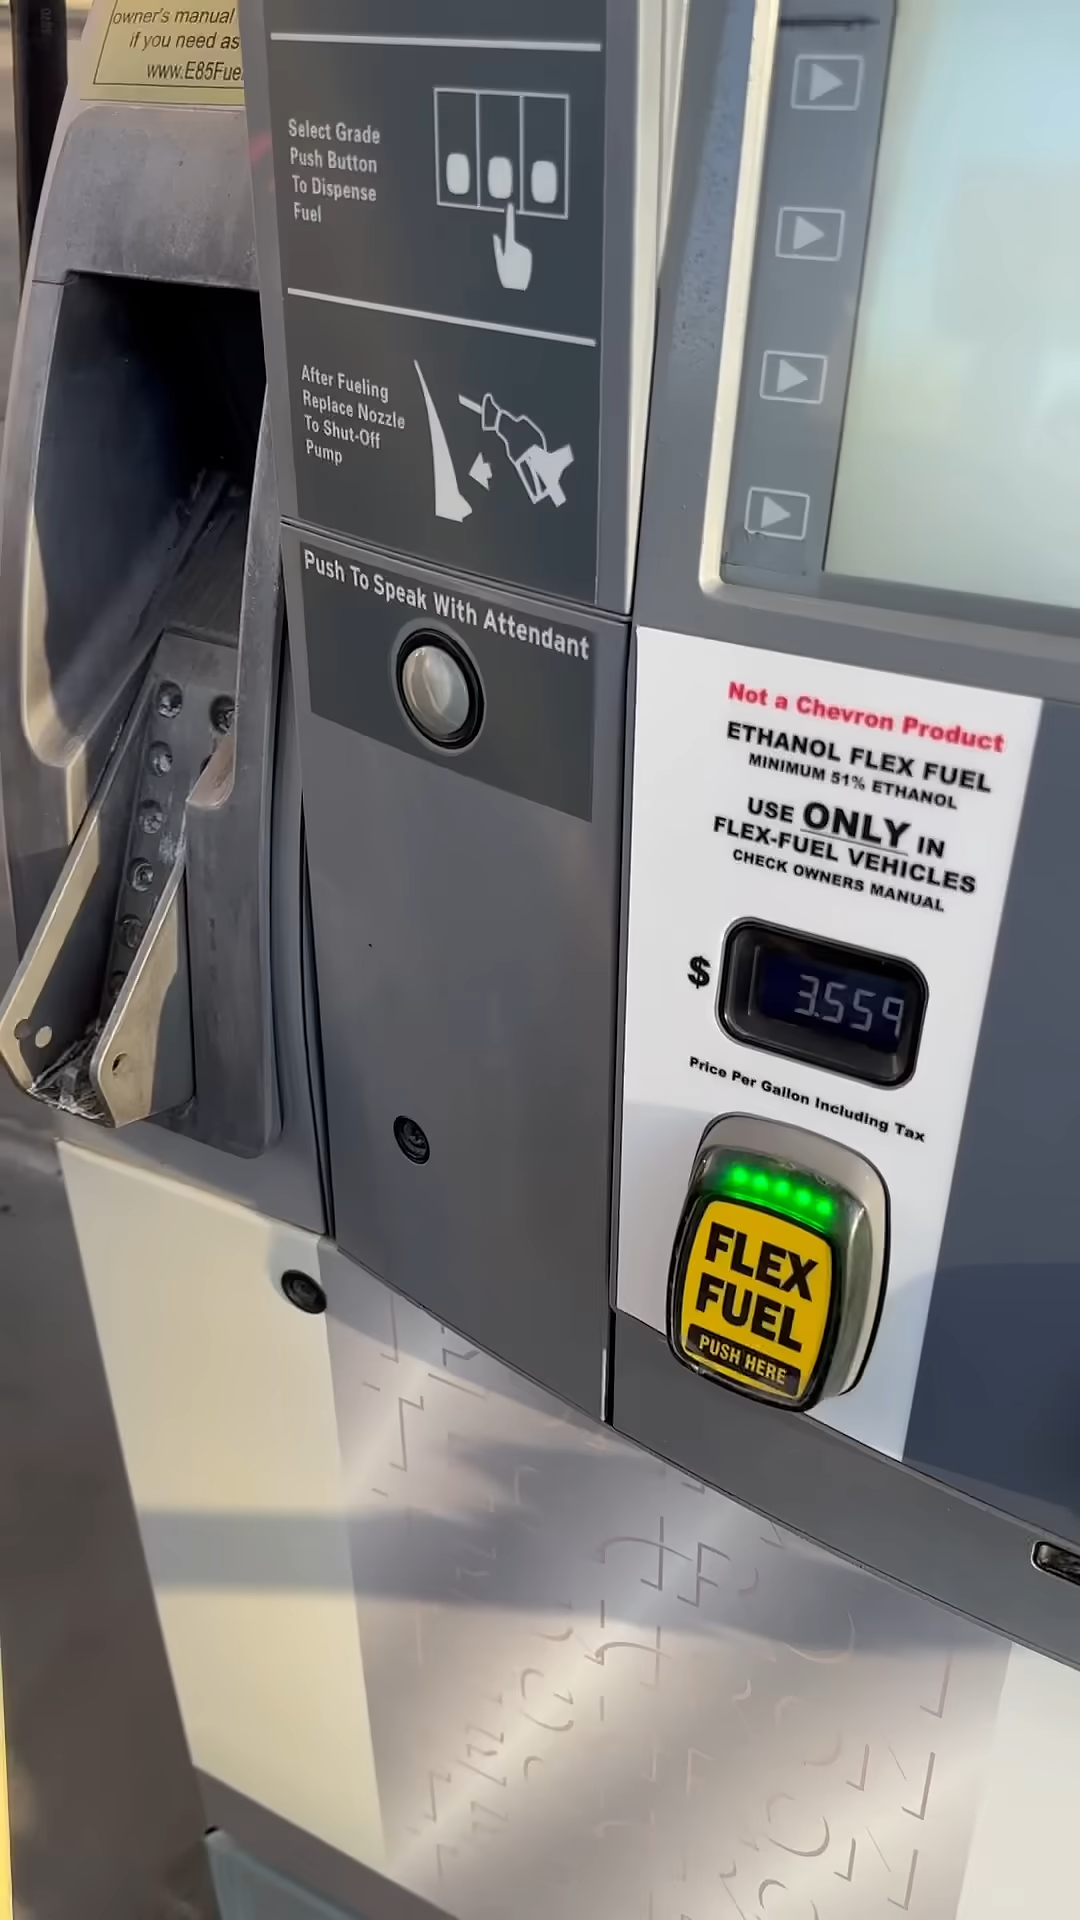 owner's manual
if you need as
www.E85Fue
Select Grade
Push Button
To Dispense
Fuel
After Fueling
Replace Nozzle
To Shut-Off
Pump
Push To Speak With Attendant
Not a Chevron Product
ETHANOL FLEX FUEL
MINIMUM 51% ETHANOL
USE ONLY IN
FLEX-FUEL VEHICLES
CHECK OWNERS MANUAL
$ 3.559
Price Per Gallon Including Tax
FLEX
FUEL
PUSH HERE